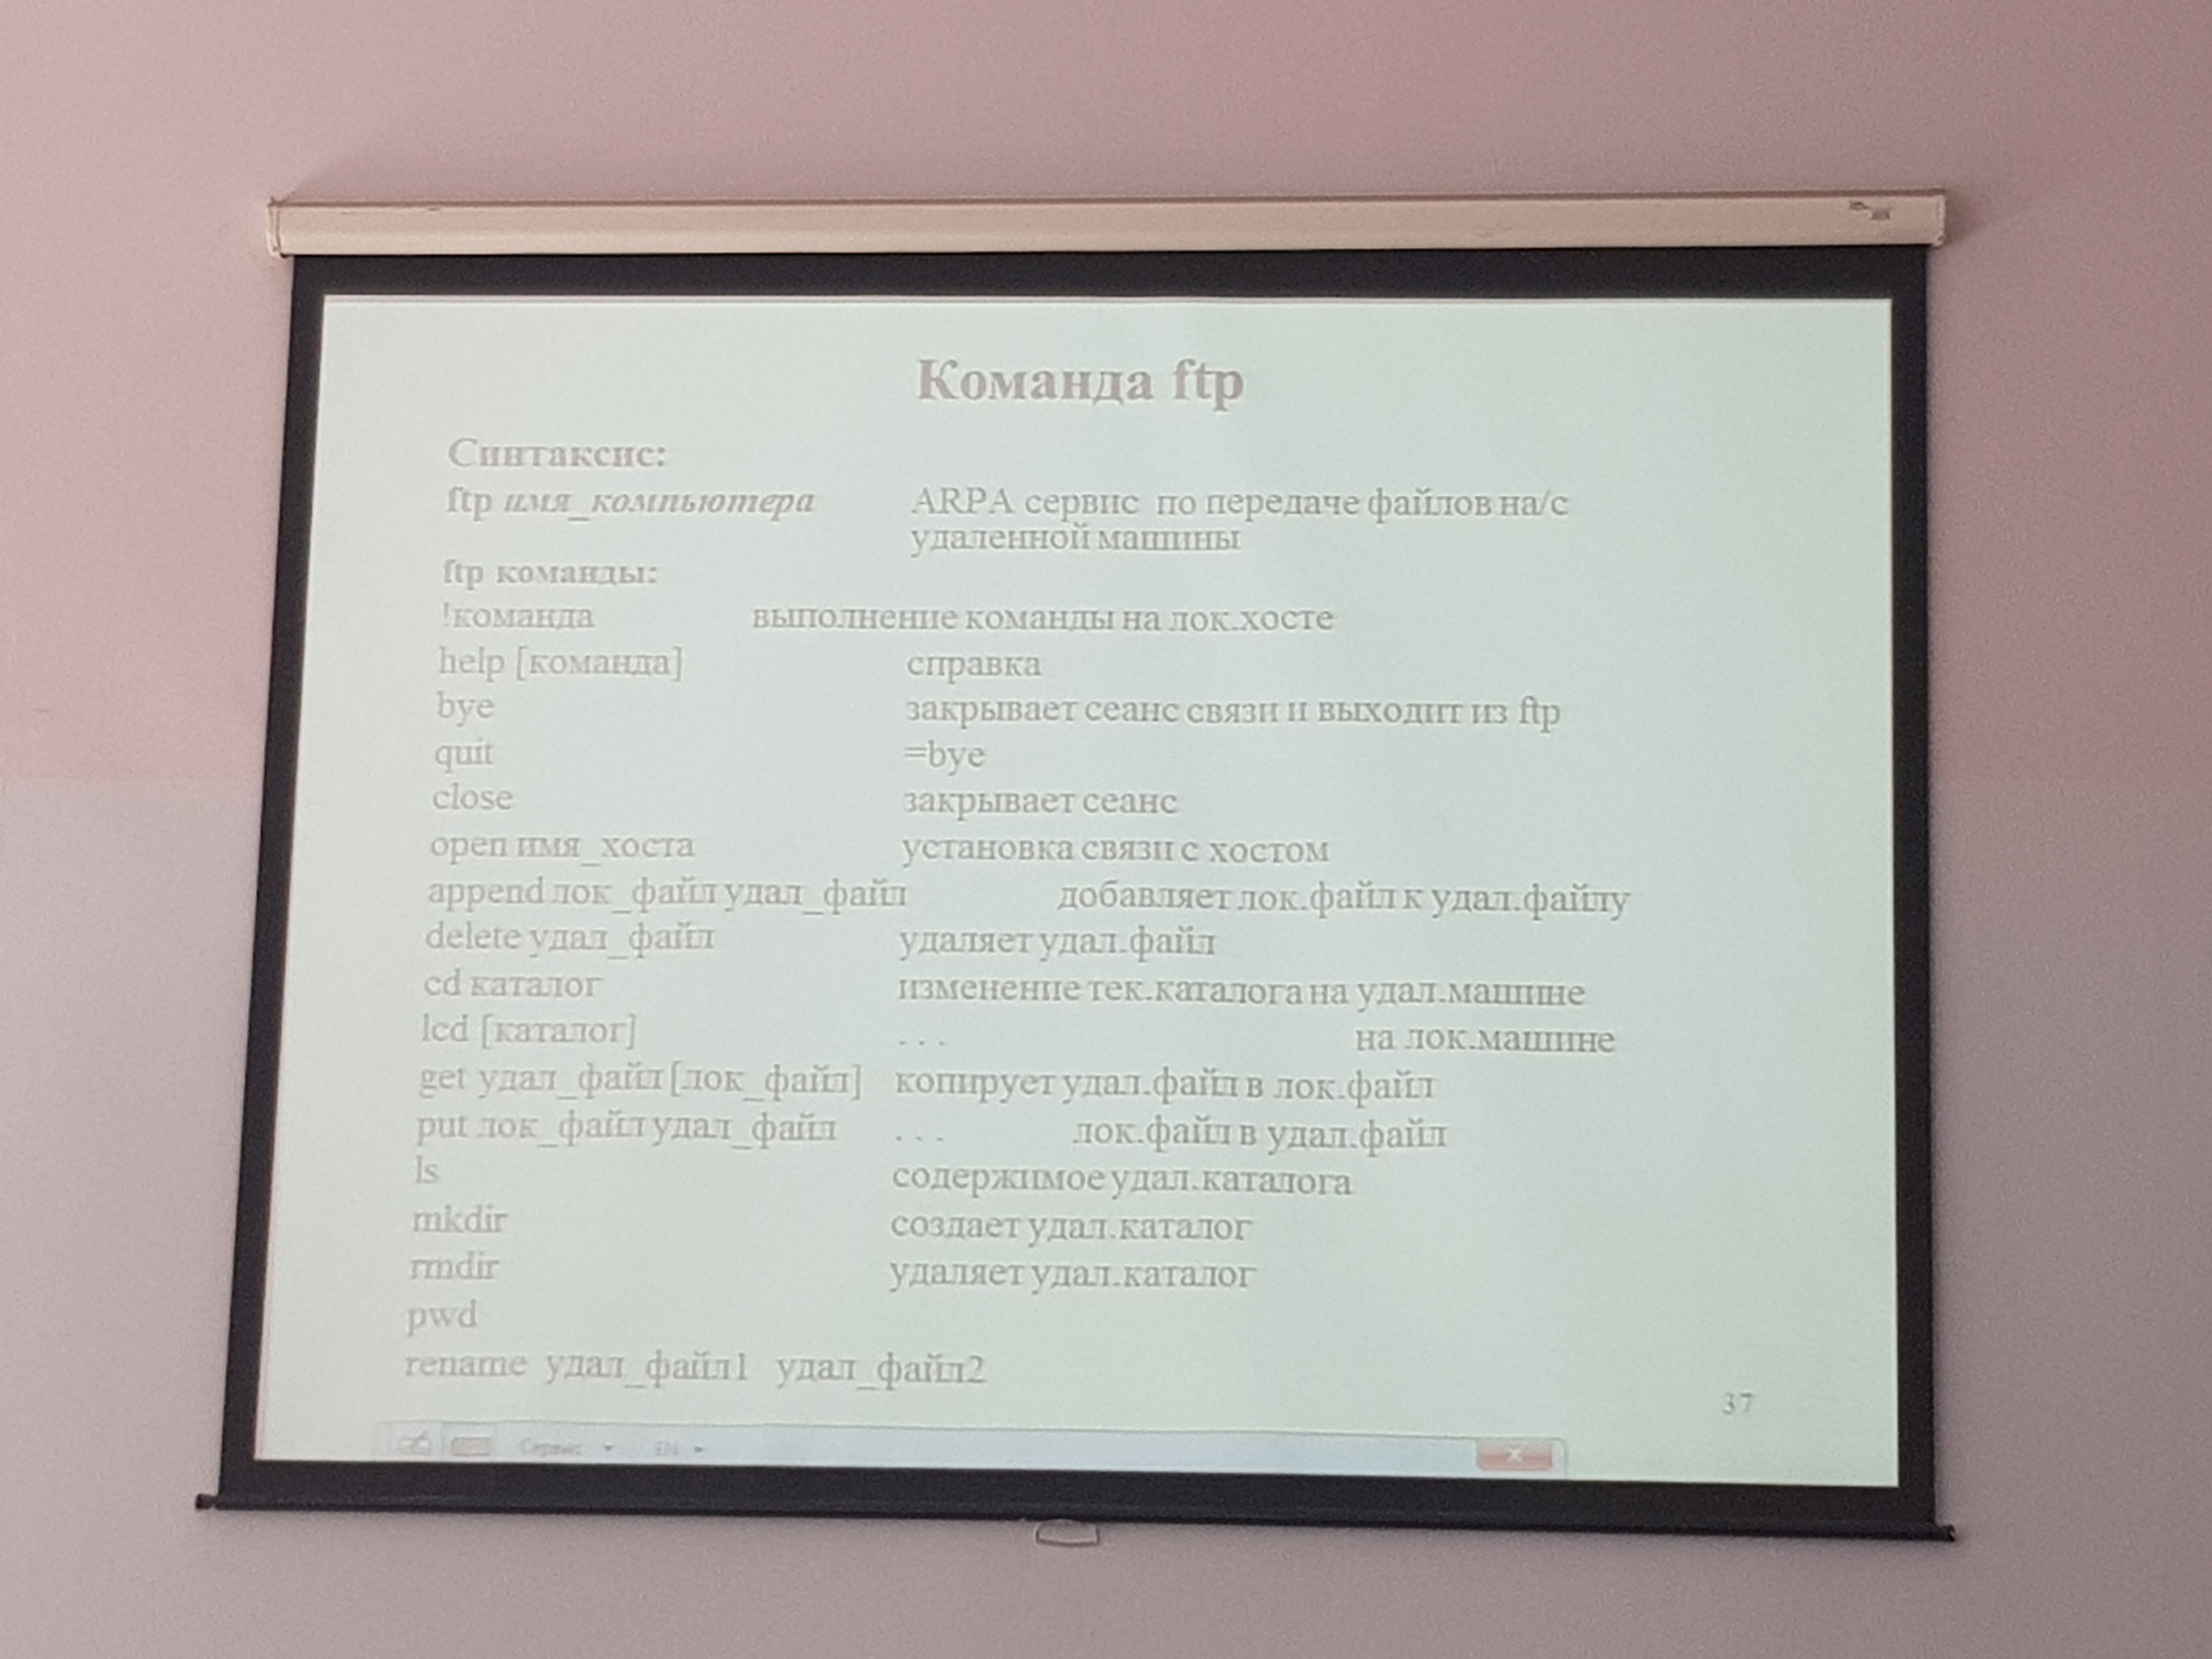 Команда ftp
Синтаксис:
ftp имя_компьютера ARPA сервис по передаче файлов на/с
удаленной машины
ftp команды:
!команда выполнение команды на лок.хосте
help [команда] справка
bye закрывает сеанс связи и выходит из ftp
quit =bye
close закрывает сеанс
open имя_хоста установка связи с хостом
append лок_файл удал_файл добавляет лок.файл к удал.файлу
delete удал_файл удаляет удал.файл
cd каталог изменение тек.каталога на удал.машине
lcd [каталог] . . . на лок.машине
get удал_файл [лок_файл] копирует удал.файл в лок.файл
put лок_файл удал_файл . . . лок.файл в удал.файл
ls содержимое удал.каталога
mkdir создает удал.каталог
rmdir удаляет удал.каталог
pwd
rename удал_файл1 удал_файл2
37
Сервис EN